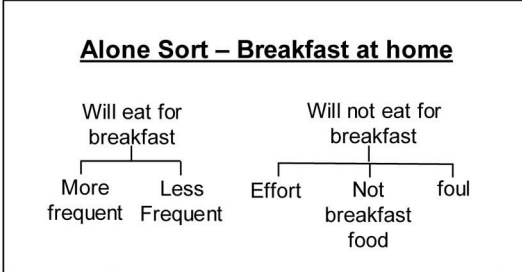 Alone Sort – Breakfast at home
Will eat for
breakfast
More
frequent
Less
Frequent
Will not eat for
breakfast
Effort
Not
breakfast
food
foul